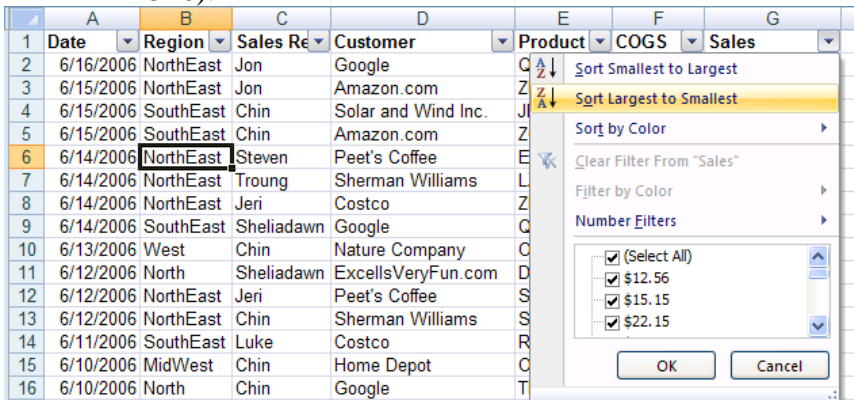 A B C D E F G
1 Date Region Sales Re Customer Product COGS Sales
2 6/16/2006 NorthEast Jon Google
3 6/15/2006 NorthEast Jon Amazon.com
4 6/15/2006 SouthEast Chin Solar and Wind Inc.
5 6/15/2006 SouthEast Chin Amazon.com
6 6/14/2006 NorthEast Steven Peet's Coffee
7 6/14/2006 NorthEast Troung Sherman Williams
8 6/14/2006 NorthEast Jeri Costco
9 6/14/2006 SouthEast Sheliadawn Google
10 6/13/2006 West Chin Nature Company
11 6/12/2006 North Sheliadawn ExcellsVeryFun.com
12 6/12/2006 NorthEast Jeri Peet's Coffee
13 6/12/2006 NorthEast Chin Sherman Williams
14 6/11/2006 SouthEast Luke Costco
15 6/10/2006 MidWest Chin Home Depot
16 6/10/2006 North Chin Google
Sort Smallest to Largest
Sort Largest to Smallest
Sort by Color
Clear Filter From "Sales"
Filter by Color
Number Filters
(Select All)
$12.56
$15.15
$22.15
OK Cancel